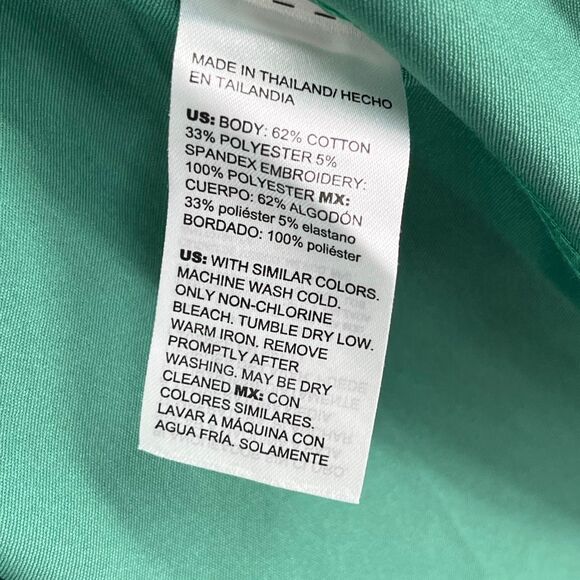 MADE IN THAILAND/ HECHO
EN TAILANDIA
US: BODY: 62% COTTON
33% POLYESTER 5%
SPANDEX EMBROIDERY:
100% POLYESTER MX:
CUERPO: 62% ALGODÓN
33% poliéster 5% elastano
BORDADO: 100% poliéster
US: WITH SIMILAR COLORS.
MACHINE WASH COLD.
ONLY NON-CHLORINE
BLEACH. TUMBLE DRY LOW.
WARM IRON. REMOVE
PROMPTLY AFTER
WASHING. MAY BE DRY
CLEANED MX: CON
COLORES SIMILARES.
LAVAR A MÁQUINA CON
AGUA FRÍA. SOLAMENTE